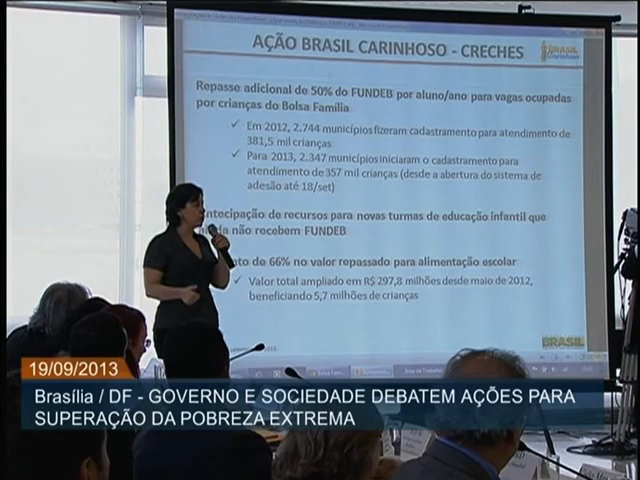 AÇÃO BRASIL CARINHOSO - CRECHES
BRASIL
Carinhoso
Repasse adicional de 50% do FUNDEB por aluno/ano para vagas ocupadas
por crianças do Bolsa Família
✓ Em 2012, 2.744 municípios fizeram cadastramento para atendimento de
381,5 mil crianças
✓ Para 2013, 2.347 municípios iniciaram o cadastramento para
atendimento de 357 mil crianças (desde a abertura do sistema de
adesão até 18/set)
ntecipação de recursos para novas turmas de educação infantil que
não recebem FUNDEB
to de 66% no valor repassado para alimentação escolar
✓ Valor total ampliado em R$ 297,8 milhões desde maio de 2012,
beneficiando 5,7 milhões de crianças
BRASIL
19/09/2013
Brasília / DF - GOVERNO E SOCIEDADE DEBATEM AÇÕES PARA
SUPERAÇÃO DA POBREZA EXTREMA